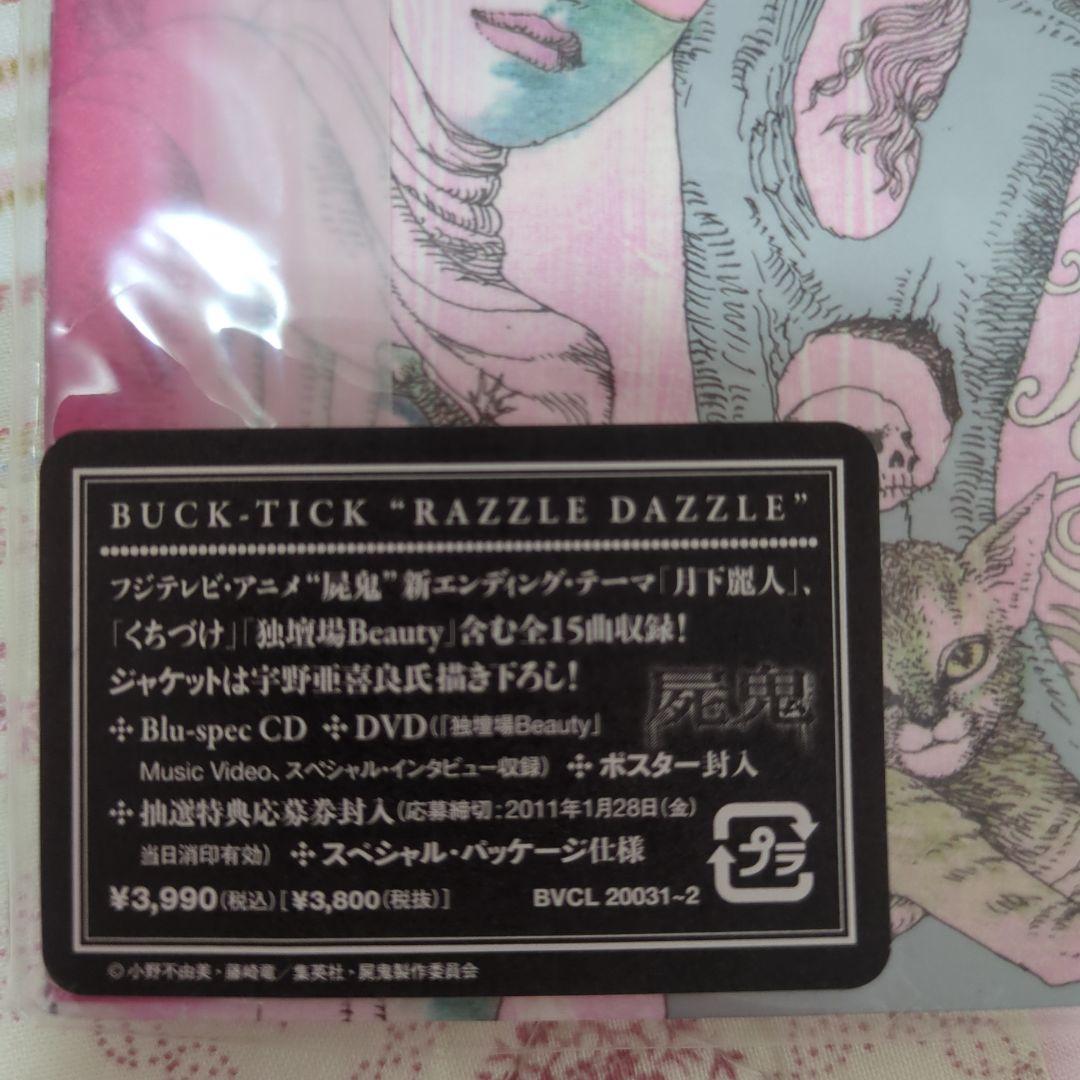 BUCK-TICK “RAZZLE DAZZLE”
フジテレビ・アニメ“屍鬼”新エンディング・テーマ「月下麗人」、
「くちづけ」「独壇場Beauty」含む全15曲収録!
ジャケットは宇野亜喜良氏描き下ろし!
屍鬼
✣ Blu-spec CD ✣ DVD(「独壇場Beauty」
Music Video、スペシャル・インタビュー収録) ✣ ポスター封入
✣ 抽選特典応募券封入(応募締切:2011年1月28日(金)
当日消印有効) ✣ スペシャル・パッケージ仕様
プラ
¥3,990(税込)[¥3,800(税抜)] BVCL 20031~2
©小野不由美・藤崎竜/集英社・屍鬼製作委員会